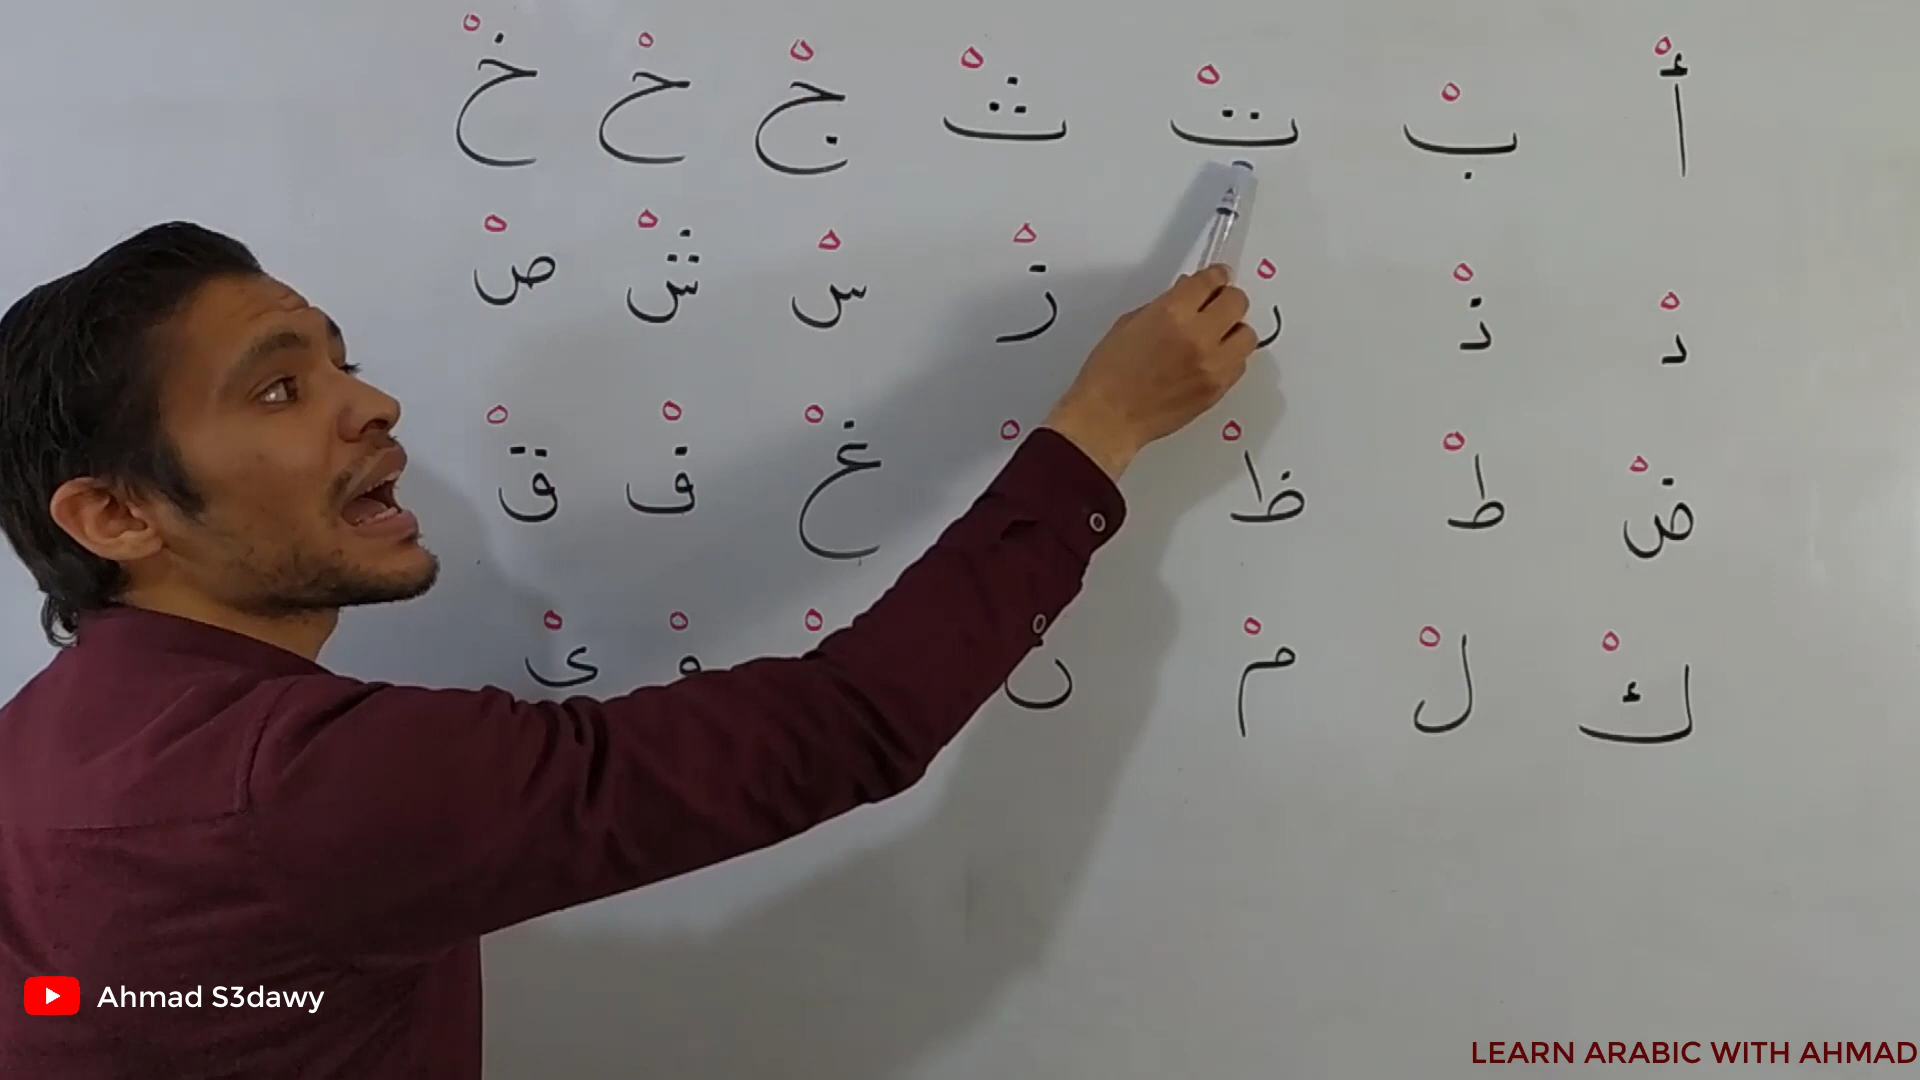 أْ بْ تْ ثْ جْ حْ خْ
دْ ذْ رْ زْ سْ شْ صْ
ضْ طْ ظْ غْ فْ قْ
كْ لْ مْ ن وْ ىْ
Ahmad S3dawy
LEARN ARABIC WITH AHMAD